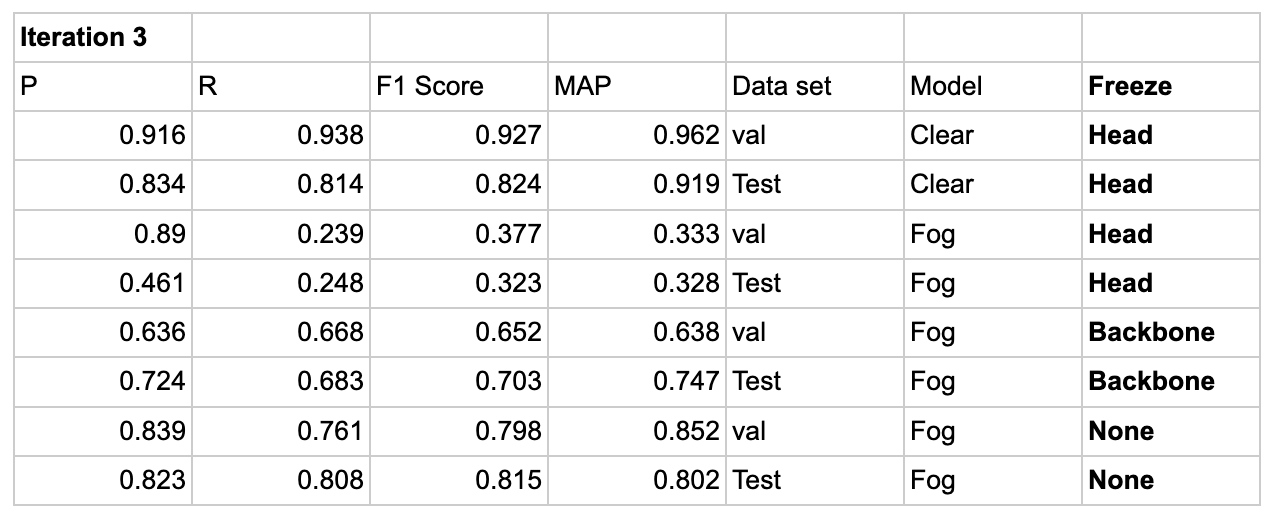 Iteration 3
P R F1 Score MAP Data set Model Freeze
0.916 0.938 0.927 0.962 val Clear Head
0.834 0.814 0.824 0.919 Test Clear Head
0.89 0.239 0.377 0.333 val Fog Head
0.461 0.248 0.323 0.328 Test Fog Head
0.636 0.668 0.652 0.638 val Fog Backbone
0.724 0.683 0.703 0.747 Test Fog Backbone
0.839 0.761 0.798 0.852 val Fog None
0.823 0.808 0.815 0.802 Test Fog None